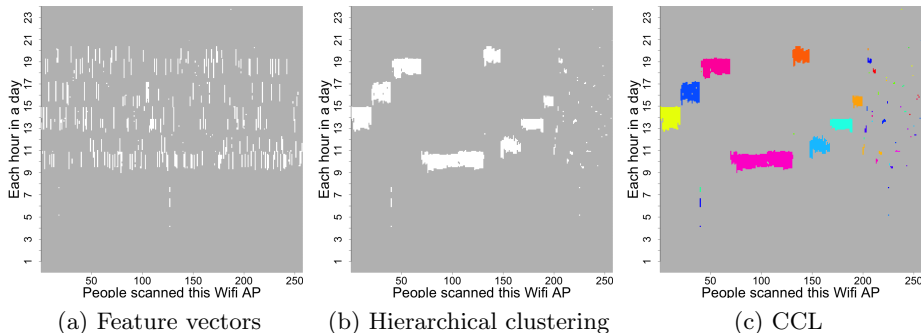 Each hour in a day
1 3 5 7 9 11 13 15 17 19 21 23
50 100 150 200 250
People scanned this Wifi AP
(a) Feature vectors
Each hour in a day
1 3 5 7 9 11 13 15 17 19 21 23
50 100 150 200 250
People scanned this Wifi AP
(b) Hierarchical clustering
Each hour in a day
1 3 5 7 9 11 13 15 17 19 21 23
50 100 150 200 250
People scanned this Wifi AP
(c) CCL